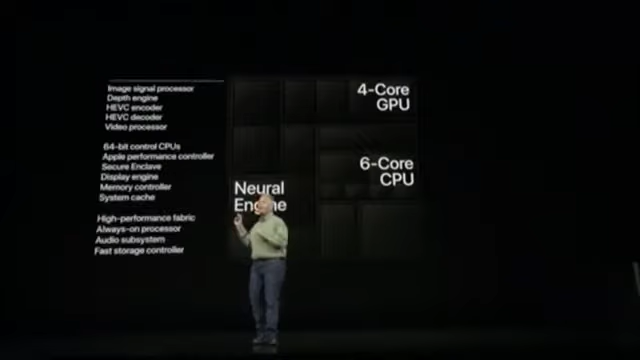 Image signal processor
Depth engine
HEVC encoder
HEVC decoder
Video processor
64-bit control CPUs
Apple performance controller
Secure Enclave
Display engine
Memory controller
System cache
High-performance fabric
Always-on processor
Audio subsystem
Fast storage controller
4-Core
GPU
6-Core
CPU
Neural
Engine